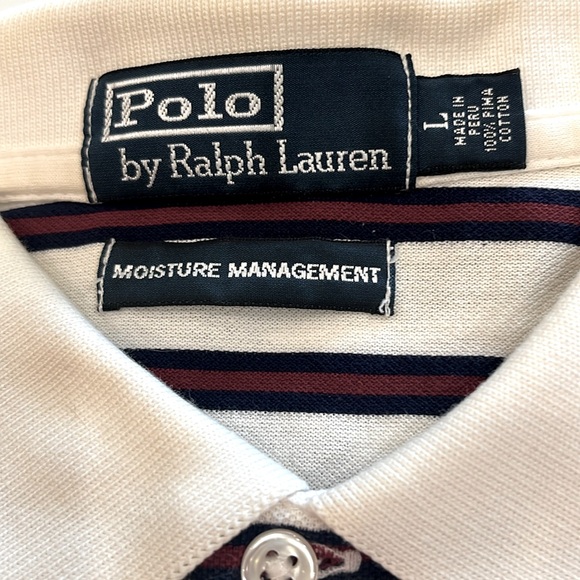 Polo
by Ralph Lauren
L
MADE IN
PERU
100% PIMA
COTTON
MOISTURE MANAGEMENT